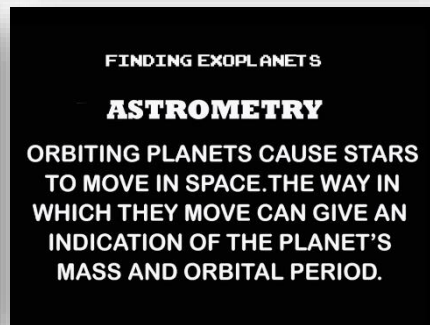 FINDING EXOPLANETS
ASTROMETRY
ORBITING PLANETS CAUSE STARS
TO MOVE IN SPACE.THE WAY IN
WHICH THEY MOVE CAN GIVE AN
INDICATION OF THE PLANET'S
MASS AND ORBITAL PERIOD.